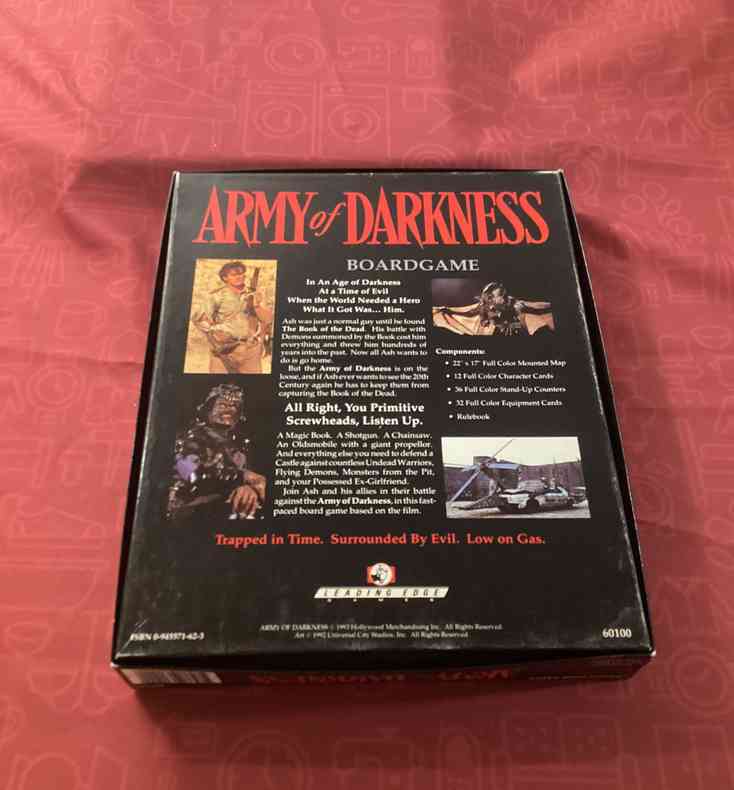 ARMY of DARKNESS
BOARDGAME
In An Age of Darkness
At a Time of Evil
When the World Needed a Hero
What It Got Was... Him.
Ash was just a normal guy until he found
The Book of the Dead. His battle with
Demons summoned by the Book cost him
everything and threw him hundreds of
years into the past. Now all Ash wants to
do is go home.
But the Army of Darkness is on the
loose, and if Ash ever wants to see the 20th
Century again he has to keep them from
capturing the Book of the Dead.
All Right, You Primitive
Screwheads, Listen Up.
A Magic Book. A Shotgun. A Chainsaw.
An Oldsmobile with a giant propellor.
And everything else you need to defend a
Castle against countless Undead Warriors,
Flying Demons, Monsters from the Pit,
and your Possessed Ex-Girlfriend.
Join Ash and his allies in their battle
against the Army of Darkness, in this fast-
paced board game based on the film.
Components:
• 22" x 17" Full Color Mounted Map
• 12 Full Color Character Cards
• 36 Full Color Stand-Up Counters
• 32 Full Color Equipment Cards
• Rulebook
Trapped in Time. Surrounded By Evil. Low on Gas.
LEADING EDGE
GAMES
ARMY OF DARKNESS © 1993 Hollywood Merchandising Inc. All Rights Reserved.
Art © 1992 Universal City Studios, Inc. All Rights Reserved.
ISBN 0-945571-62-3
60100